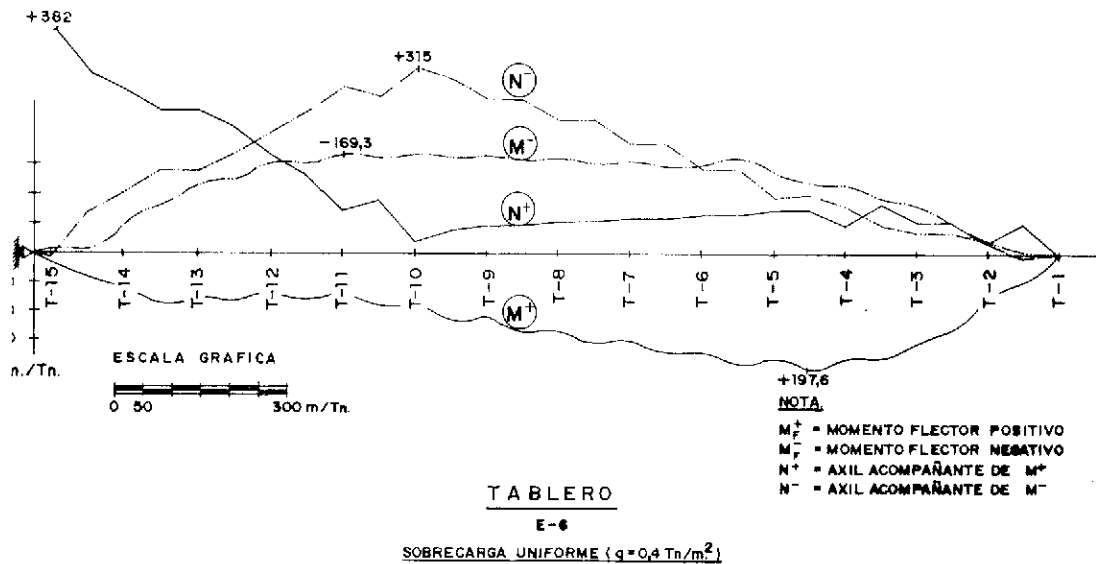 +382
+315
N⁻
M⁻
-169,3
N⁺
T-15
T-14
T-13
T-12
T-11
T-10
T-9
T-8
T-7
T-6
T-5
T-4
T-3
T-2
T-1
M⁺
n./Tn.
ESCALA GRAFICA
0 50 300 m/Tn.
+197,6
NOTA.
M⁺F = MOMENTO FLECTOR POSITIVO
M⁻F = MOMENTO FLECTOR NEGATIVO
N⁺ = AXIL ACOMPAÑANTE DE M⁺
N⁻ = AXIL ACOMPAÑANTE DE M⁻
TABLERO
E-6
SOBRECARGA UNIFORME (q=0,4 Tn/m²)